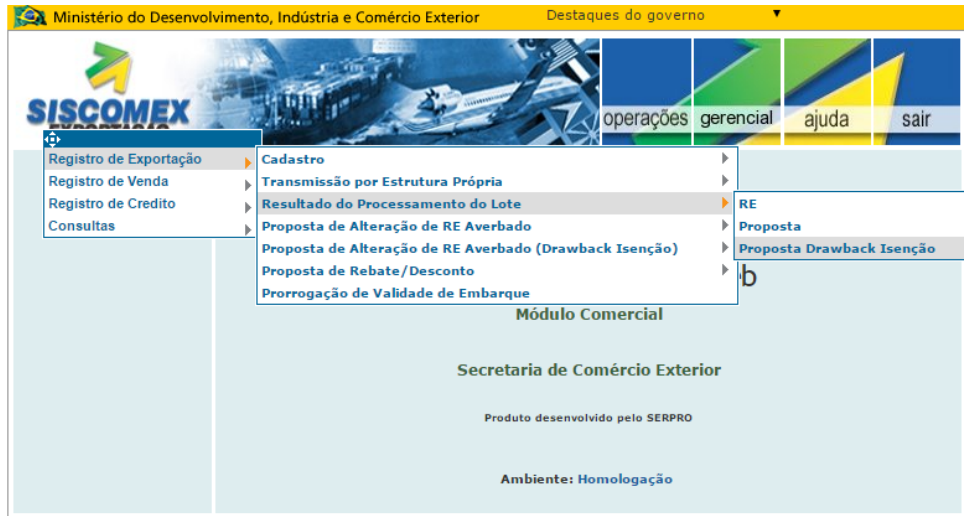 Ministério do Desenvolvimento, Indústria e Comércio Exterior
Destaques do governo
SISCOMEX
EXPORTAÇÃO
operações
gerencial
ajuda
sair
Registro de Exportação
Registro de Venda
Registro de Credito
Consultas
Cadastro
Transmissão por Estrutura Própria
Resultado do Processamento do Lote
Proposta de Alteração de RE Averbado
Proposta de Alteração de RE Averbado (Drawback Isenção)
Proposta de Rebate/Desconto
Prorrogação de Validade de Embarque
RE
Proposta
Proposta Drawback Isenção
Módulo Comercial
Secretaria de Comércio Exterior
Produto desenvolvido pelo SERPRO
Ambiente: Homologação